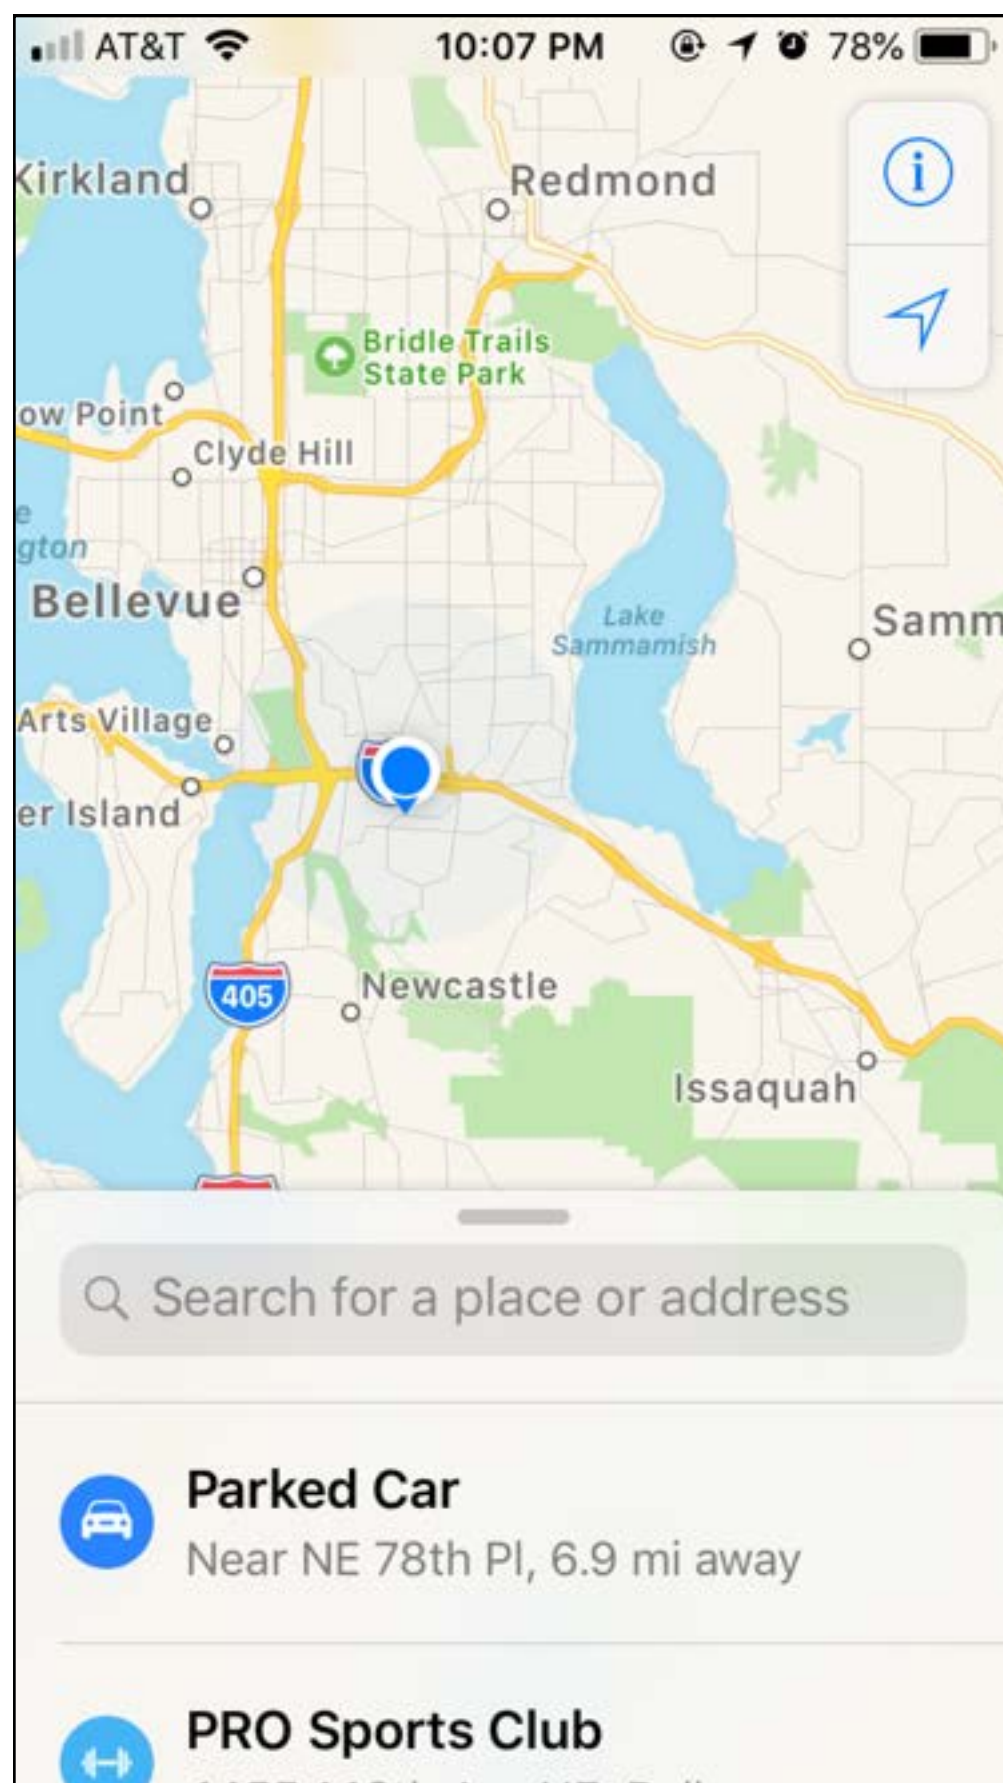 AT&T 10:07 PM 78%
Kirkland
Redmond
Bridle Trails
State Park
ow Point
Clyde Hill
e
gton
Bellevue
Lake
Sammamish
Samm
Arts Village
er Island
405
Newcastle
Issaquah
Search for a place or address
Parked Car
Near NE 78th Pl, 6.9 mi away
PRO Sports Club